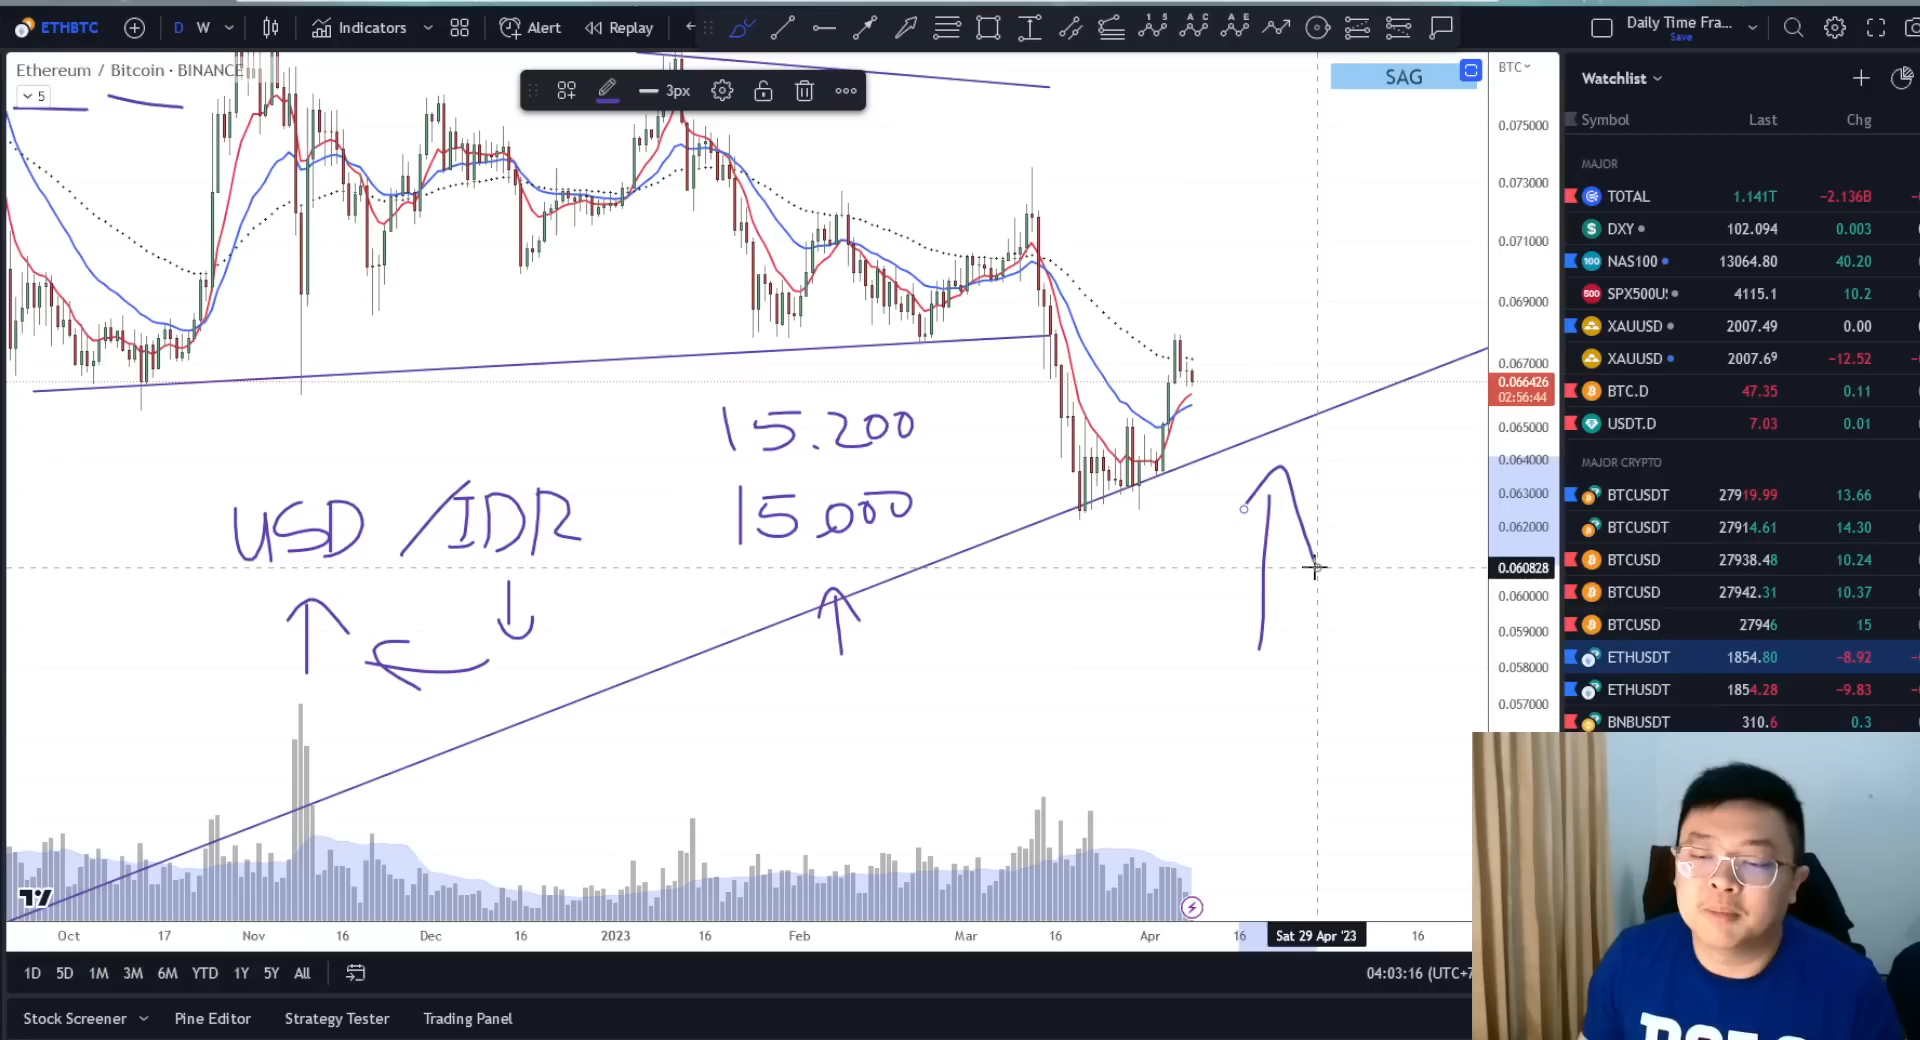 ETHBTC D W Indicators Alert Replay Daily Time Fra... Save
Ethereum / Bitcoin · BINANCE
5
3px
SAG
BTC
0.075000
0.073000
0.071000
0.069000
0.067000
0.066426
02:56:44
0.065000
0.064000
0.063000
0.062000
0.060828
0.060000
0.059000
0.058000
0.057000
15.200
15.000
USD /IDR
Oct 17 Nov 16 Dec 16 2023 16 Feb Mar 16 Apr 16 Sat 29 Apr '23 16
1D 5D 1M 3M 6M YTD 1Y 5Y All
04:03:16 (UTC+7
Stock Screener Pine Editor Strategy Tester Trading Panel
Watchlist
Symbol Last Chg
MAJOR
TOTAL 1.141T −2.136B
DXY 102.094 0.003
NAS100 13064.80 40.20
SPX500U! 4115.1 10.2
XAUUSD 2007.49 0.00
XAUUSD 2007.69 −12.52
BTC.D 47.35 0.11
USDT.D 7.03 0.01
MAJOR CRYPTO
BTCUSDT 27919.99 13.66
BTCUSDT 27914.61 14.30
BTCUSD 27938.48 10.24
BTCUSD 27942.31 10.37
BTCUSD 27946 15
ETHUSDT 1854.80 −8.92
ETHUSDT 1854.28 −9.83
BNBUSDT 310.6 0.3